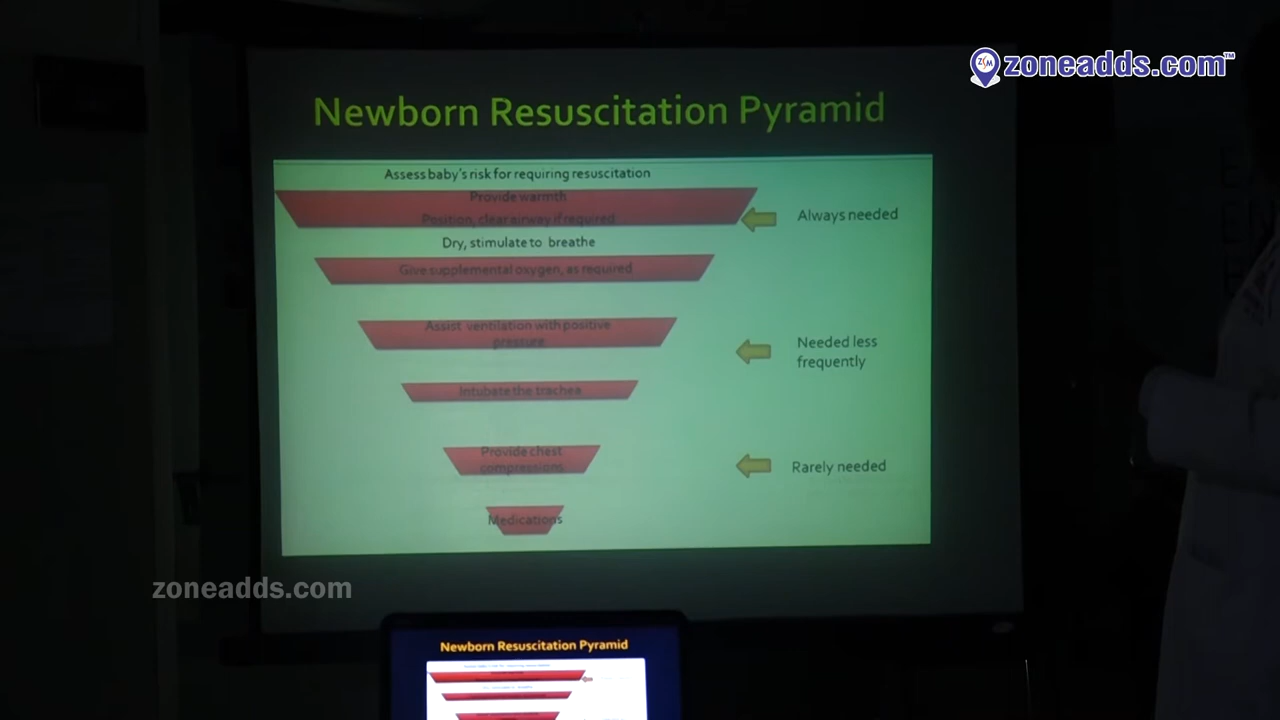 ZSM
zoneadds.com™
Newborn Resuscitation Pyramid
Assess baby's risk for requiring resuscitation
Provide warmth
Position, clear airway if required
Always needed
Dry, stimulate to breathe
Give supplemental oxygen, as required
Assist ventilation with positive
pressure
Needed less
frequently
Intubate the trachea
Provide chest
compressions
Rarely needed
Medications
zoneadds.com
Newborn Resuscitation Pyramid